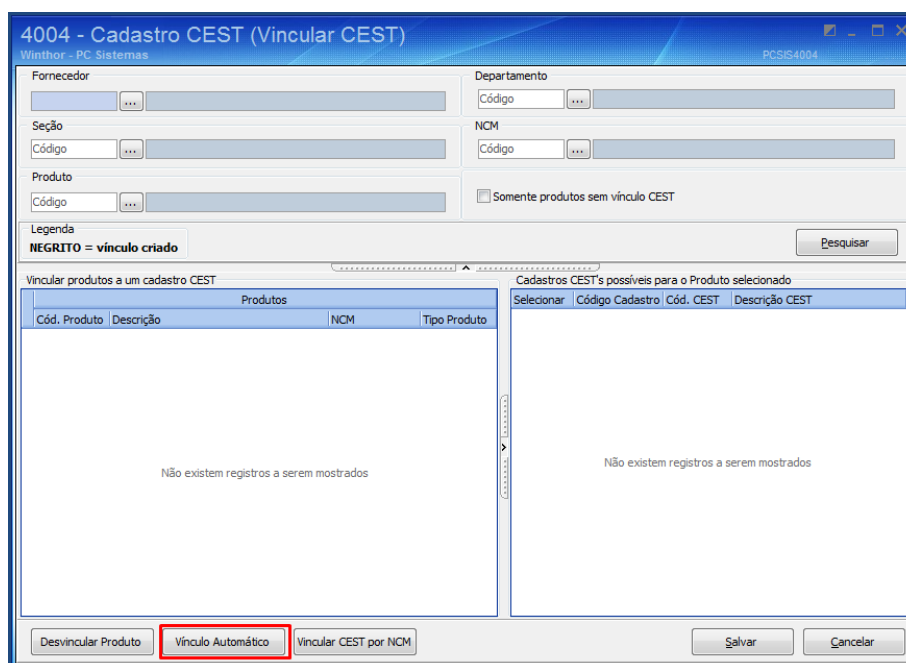 4004 - Cadastro CEST (Vincular CEST)
Winthor - PC Sistemas
PCSIS4004
Fornecedor
Departamento
...
Código ...
Seção
NCM
Código ...
Código ...
Produto
Código ...
Somente produtos sem vínculo CEST
Legenda
NEGRITO = vínculo criado
Pesquisar
Vincular produtos a um cadastro CEST
Cadastros CEST's possíveis para o Produto selecionado
Produtos
Selecionar Código Cadastro Cód. CEST Descrição CEST
Cód. Produto Descrição NCM Tipo Produto
Não existem registros a serem mostrados
Não existem registros a serem mostrados
Desvincular Produto Vínculo Automático Vincular CEST por NCM Salvar Cancelar